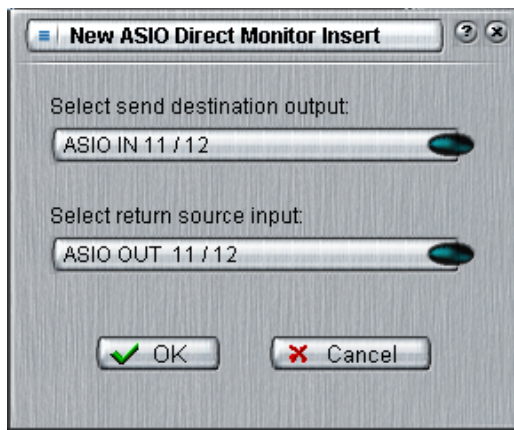 New ASIO Direct Monitor Insert
Select send destination output:
ASIO IN 11 / 12
Select return source input:
ASIO OUT 11 / 12
OK
Cancel